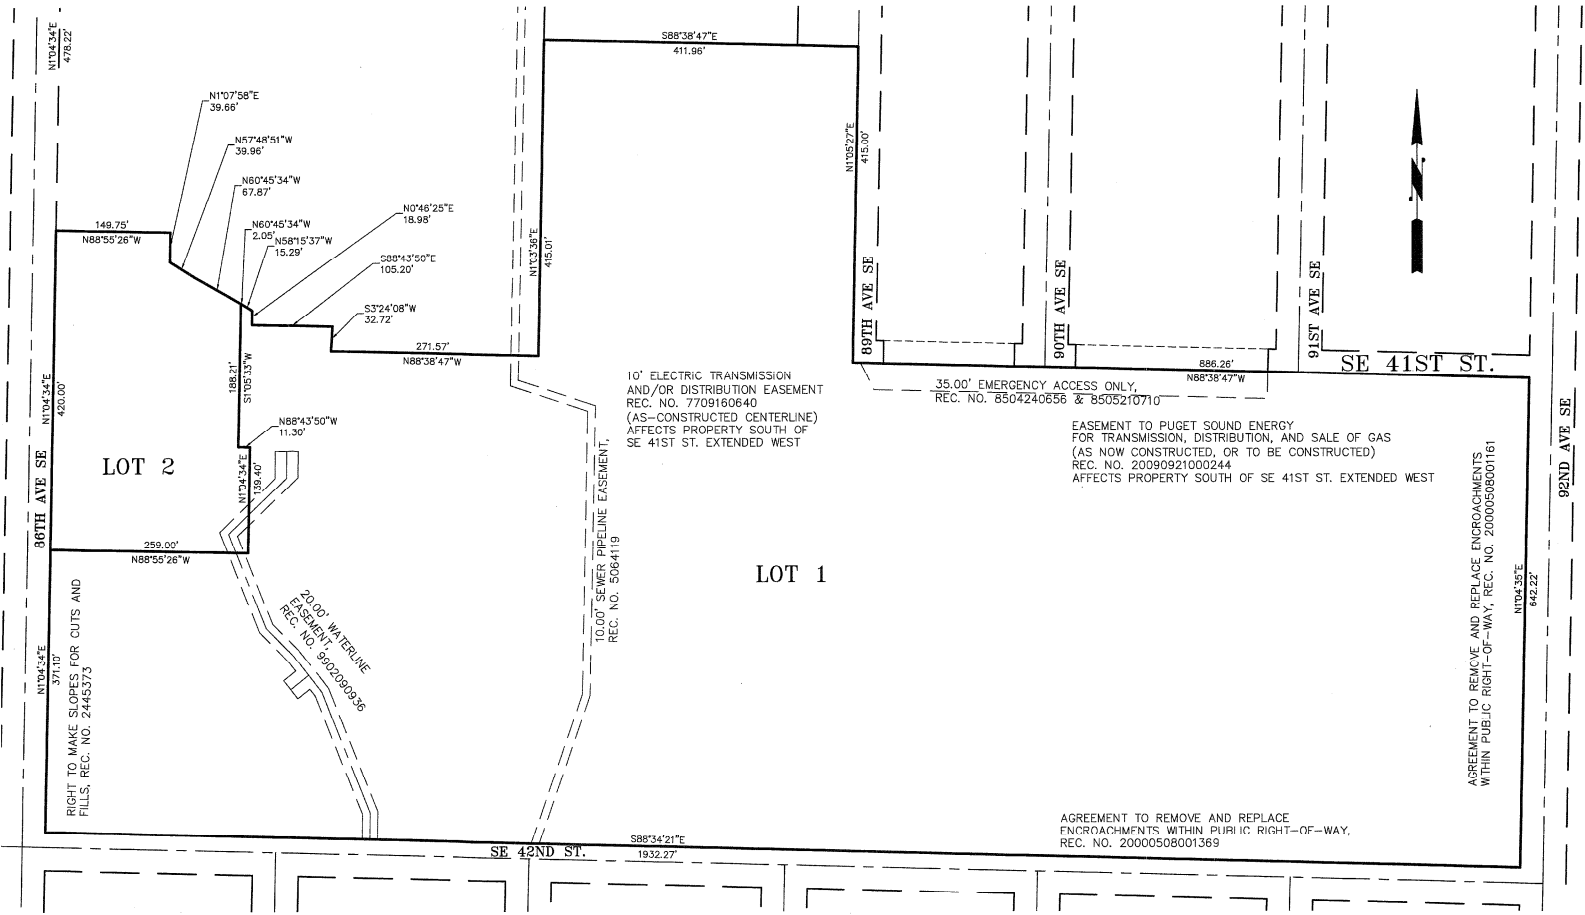 N1°04'34"E
478.22'
S88°38'47"E
411.96'
N1°07'58"E
39.66'
N57°48'51"W
39.96'
N60°45'34"W
67.87'
N60°45'34"W
2.05'
N58°15'37"W
15.29'
N0°46'25"E
18.98'
S88°43'50"E
105.20'
S3°24'08"W
32.72'
149.75'
N88°55'26"W
271.57'
N88°38'47"W
N1°03'36"E
415.01'
N1°05'27"E
415.00'
N
89TH AVE SE
90TH AVE SE
91ST AVE SE
SE 41ST ST.
886.26'
N88°38'47"W
35.00' EMERGENCY ACCESS ONLY,
REC. NO. 8504240656 & 8505210710
10' ELECTRIC TRANSMISSION
AND/OR DISTRIBUTION EASEMENT
REC. NO. 7709160640
(AS-CONSTRUCTED CENTERLINE)
AFFECTS PROPERTY SOUTH OF
SE 41ST ST. EXTENDED WEST
EASEMENT TO PUGET SOUND ENERGY
FOR TRANSMISSION, DISTRIBUTION, AND SALE OF GAS
(AS NOW CONSTRUCTED, OR TO BE CONSTRUCTED)
REC. NO. 20090921000244
AFFECTS PROPERTY SOUTH OF SE 41ST ST. EXTENDED WEST
N1°04'34"E
420.00'
188.21'
S1°05'33"W
N88°43'50"W
11.30'
N1°04'34"E
139.40'
LOT 2
86TH AVE SE
259.00'
N88°55'26"W
10.00' SEWER PIPELINE EASEMENT,
REC. NO. 5064119
LOT 1
20.00' WATERLINE
EASEMENT,
REC. NO. 9902090936
N1°04'34"E
371.10'
RIGHT TO MAKE SLOPES FOR CUTS AND
FILLS, REC. NO. 2445373
92ND AVE SE
N1°04'35"E
642.22'
AGREEMENT TO REMOVE AND REPLACE ENCROACHMENTS
WITHIN PUBLIC RIGHT-OF-WAY, REC. NO. 20000508001161
AGREEMENT TO REMOVE AND REPLACE
ENCROACHMENTS WITHIN PUBLIC RIGHT-OF-WAY,
REC. NO. 20000508001369
S88°34'21"E
1932.27'
SE 42ND ST.